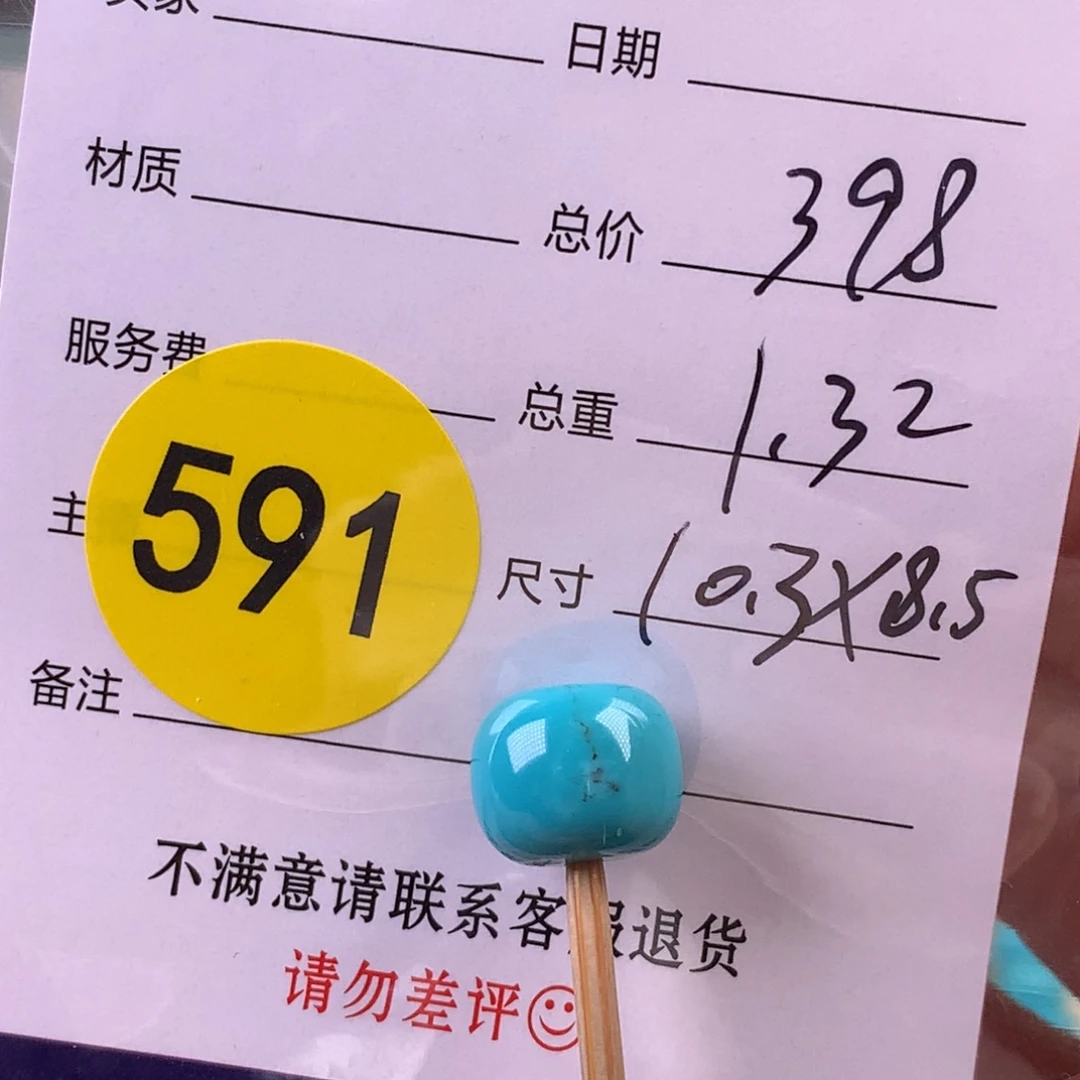 日期
材质 总价 398
服务费 总重 1.32
主 尺寸 10.3X8.5
591
备注
不满意请联系客服退货
请勿差评